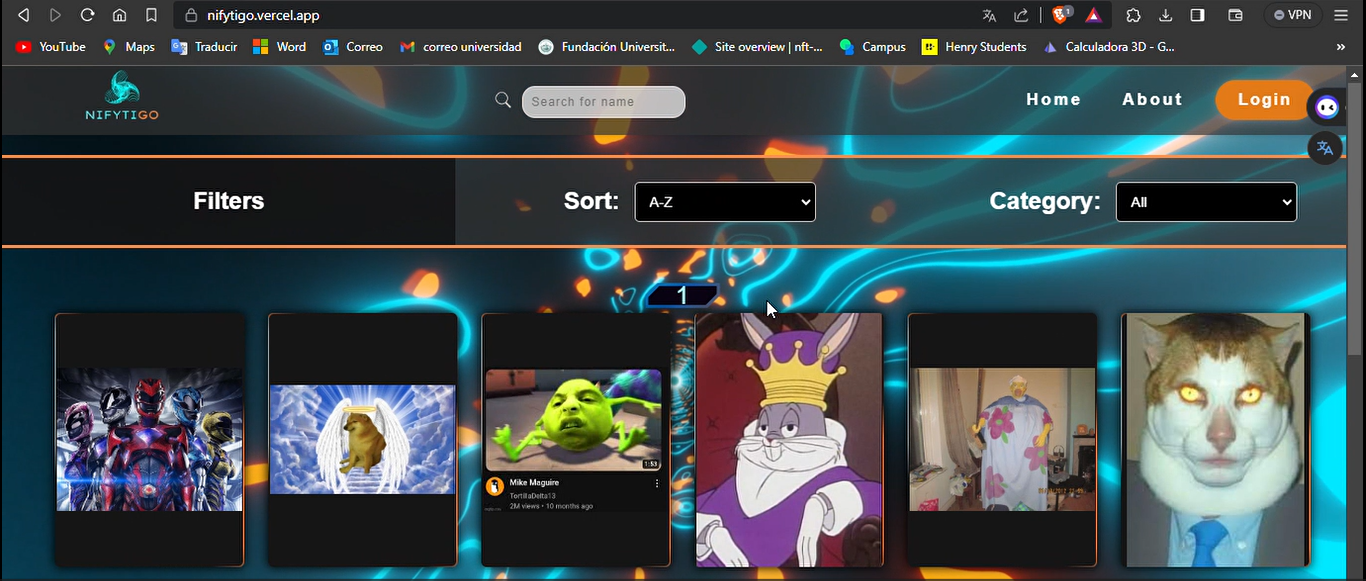 nifytigo.vercel.app
1
VPN
YouTube
Maps
Traducir
Word
Correo
correo universidad
Fundación Universit...
Site overview | nft-...
Campus
Henry Students
Calculadora 3D - G...
»
NIFYTIGO
Search for name
Home
About
Login
Filters
Sort:
A-Z
Category:
All
1
1:53
Mike Maguire
TortillaDelta13
2M views • 10 months ago